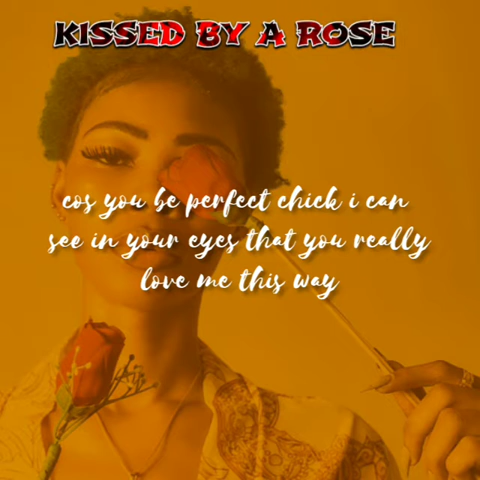 KISSED BY A ROSE
cos you be perfect chick i can
see in your eyes that you really
love me this way